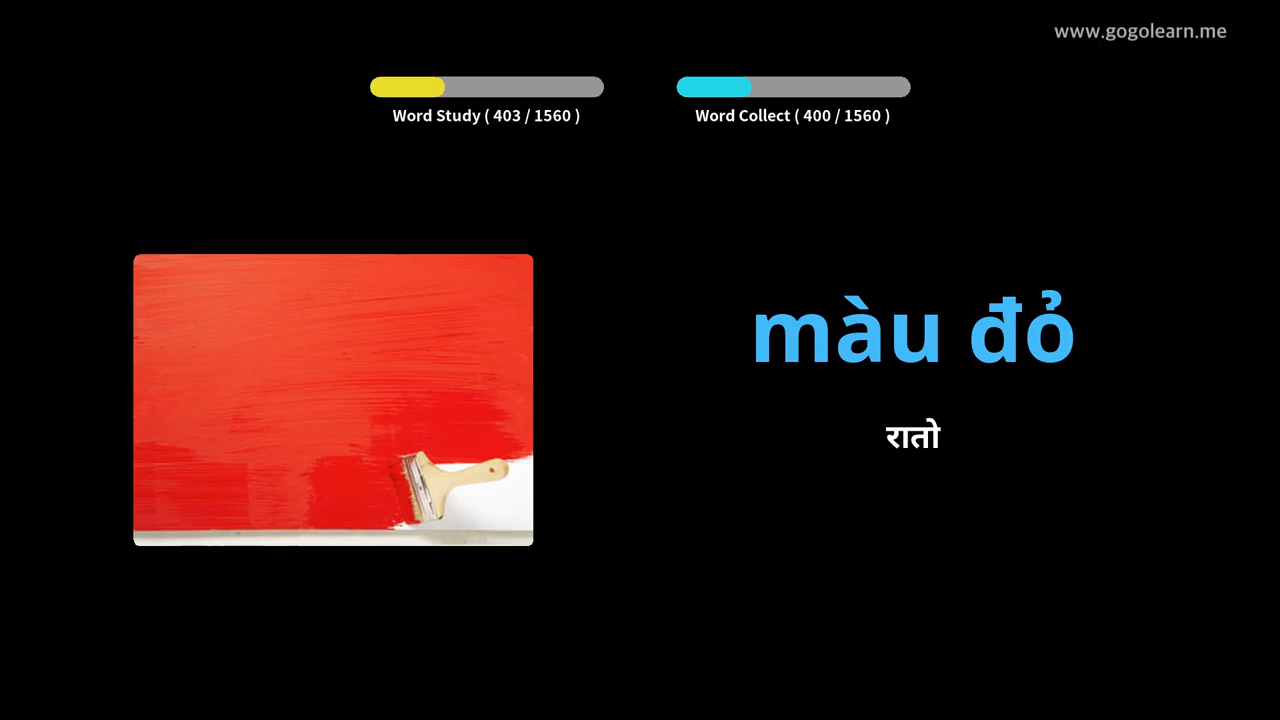 www.gogolearn.me
Word Study ( 403 / 1560 )
Word Collect ( 400 / 1560 )
màu đỏ
रातो